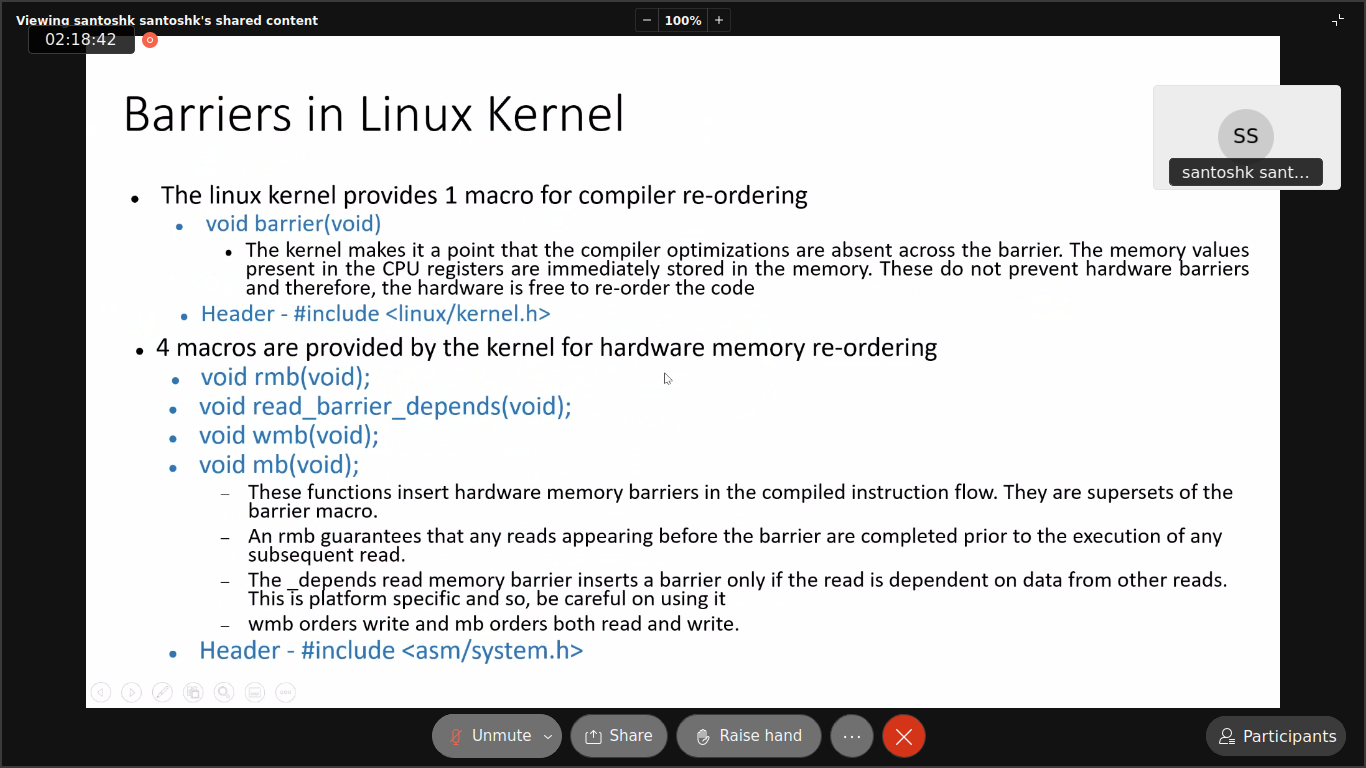 Viewing santoshk santoshk's shared content
− 100% +
02:18:42
Barriers in Linux Kernel
SS
santoshk sant...
• The linux kernel provides 1 macro for compiler re-ordering
• void barrier(void)
• The kernel makes it a point that the compiler optimizations are absent across the barrier. The memory values
present in the CPU registers are immediately stored in the memory. These do not prevent hardware barriers
and therefore, the hardware is free to re-order the code
• Header - #include <linux/kernel.h>
• 4 macros are provided by the kernel for hardware memory re-ordering
• void rmb(void);
• void read_barrier_depends(void);
• void wmb(void);
• void mb(void);
– These functions insert hardware memory barriers in the compiled instruction flow. They are supersets of the
barrier macro.
– An rmb guarantees that any reads appearing before the barrier are completed prior to the execution of any
subsequent read.
– The _depends read memory barrier inserts a barrier only if the read is dependent on data from other reads.
This is platform specific and so, be careful on using it
– wmb orders write and mb orders both read and write.
• Header - #include <asm/system.h>
Unmute
Share
Raise hand
...
Participants